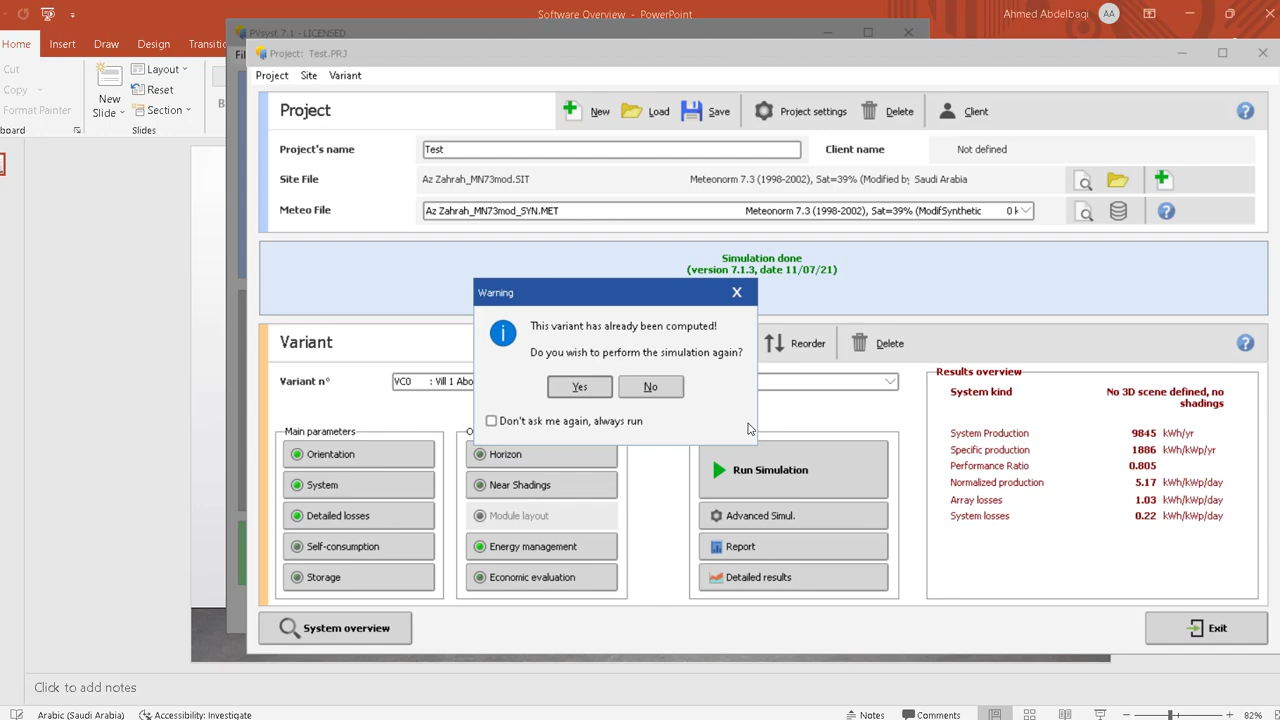 Software Overview - PowerPoint
Ahmed Abdelbaqi
AA
Home Insert Draw Design Transitio
PVsyst 7.1 - LICENSED
Fil
Cut
Copy
Format Painter
board
New
Slide
Layout
Reset
Section
Slides
B
Project: Test.PRJ
Project Site Variant
Project
New Load Save Project settings Delete Client
Project's name Test Client name Not defined
Site File Az Zahrah_MN73mod.SIT Meteonorm 7.3 (1998-2002), Sat=39% (Modified by Saudi Arabia
Meteo File Az Zahrah_MN73mod_SYN.MET Meteonorm 7.3 (1998-2002), Sat=39% (ModifSynthetic 0 k
Simulation done
(version 7.1.3, date 11/07/21)
Warning X
This variant has already been computed!
Do you wish to perform the simulation again?
Yes No
Don't ask me again, always run
Variant
Reorder Delete
Variant n° VC0 : Vill 1 Abo
Main parameters
Orientation
System
Detailed losses
Self-consumption
Storage
O
Horizon
Near Shadings
Module layout
Energy management
Economic evaluation
Run Simulation
Advanced Simul.
Report
Detailed results
Results overview
System kind No 3D scene defined, no
shadings
System Production 9845 kWh/yr
Specific production 1886 kWh/kWp/yr
Performance Ratio 0.805
Normalized production 5.17 kWh/kWp/day
Array losses 1.03 kWh/kWp/day
System losses 0.22 kWh/kWp/day
System overview
Exit
Click to add notes
Arabic (Saudi Arabia) Accessibility: Investigate Notes Comments 82%